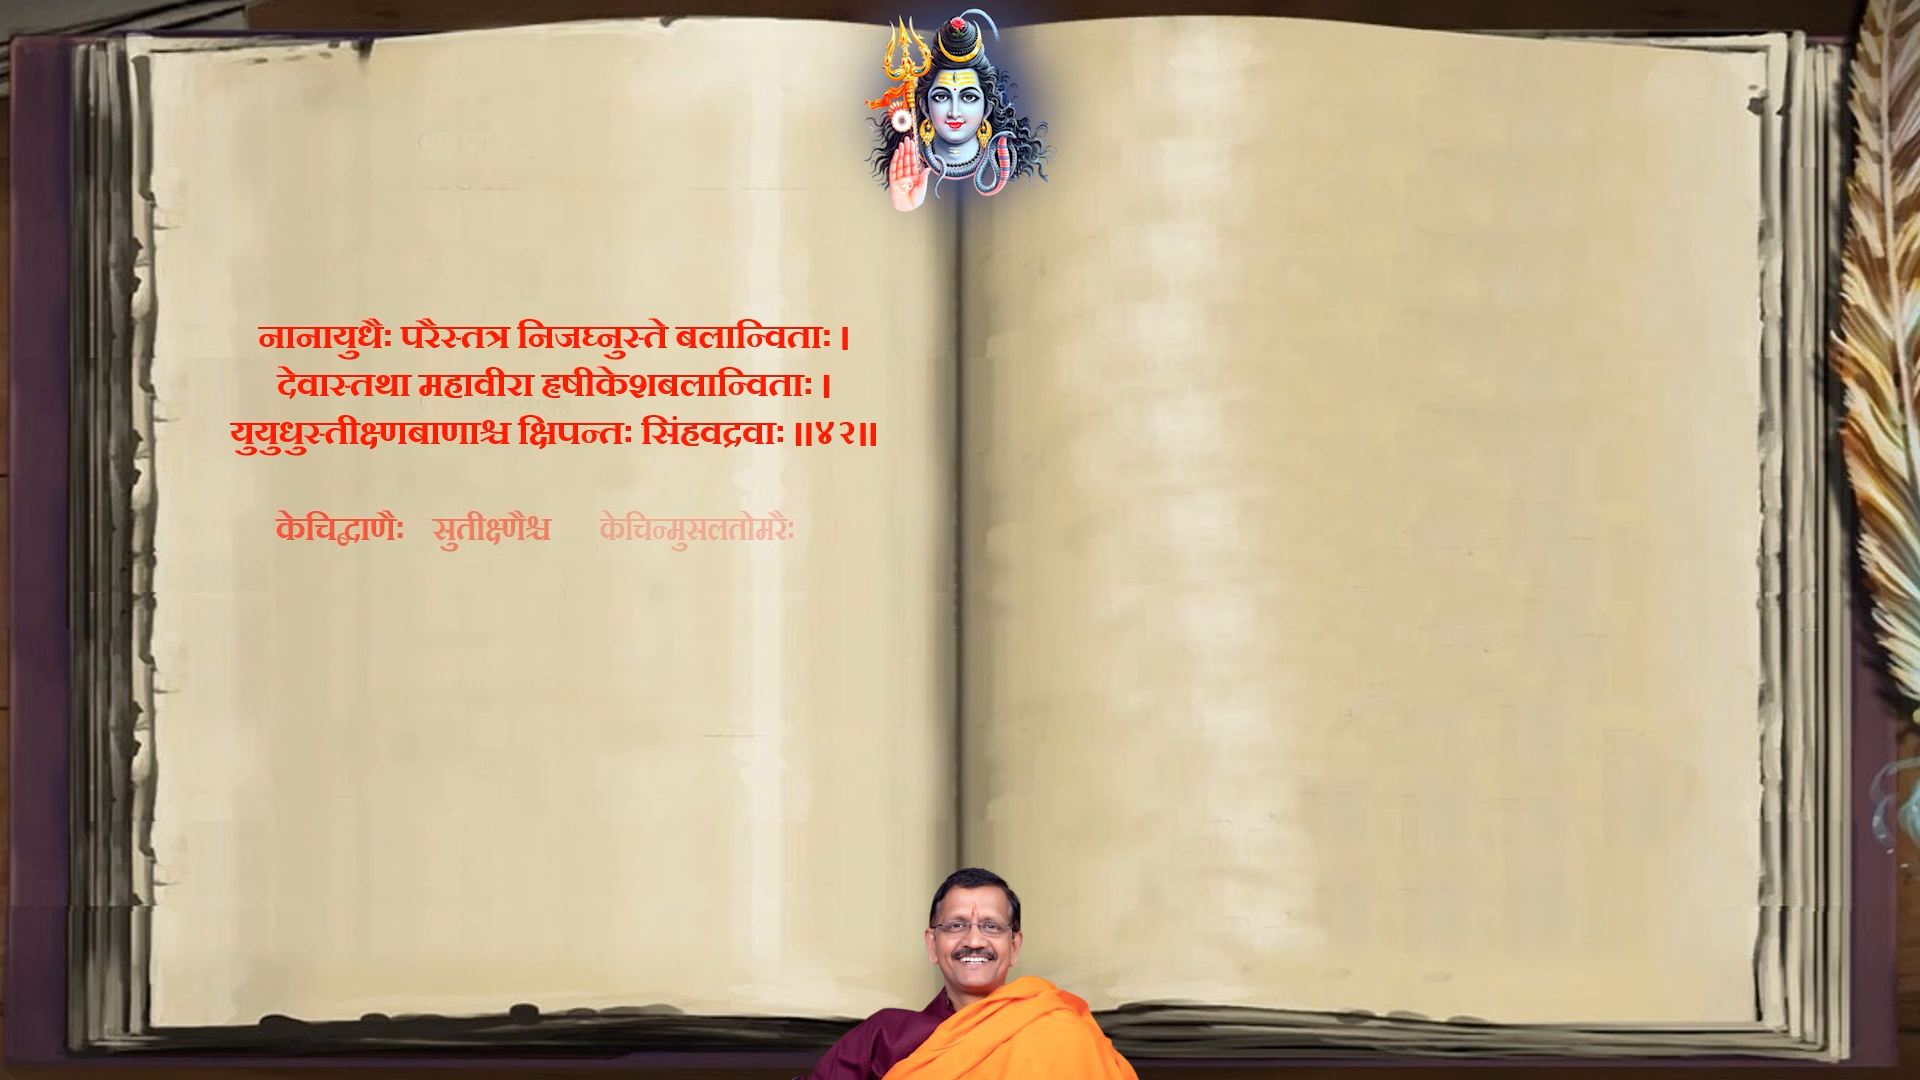 नानायुधैः परैस्तत्र निजघ्नुस्ते बलान्विताः ।
देवास्तथा महावीरा हृषीकेशबलान्विताः ।
युयुधुस्तीक्ष्णबाणाश्च क्षिपन्तः सिंहवद्रवाः ॥४२॥
केचिद्बाणैः सुतीक्ष्णैश्च केचिन्मुसलतोमरैः